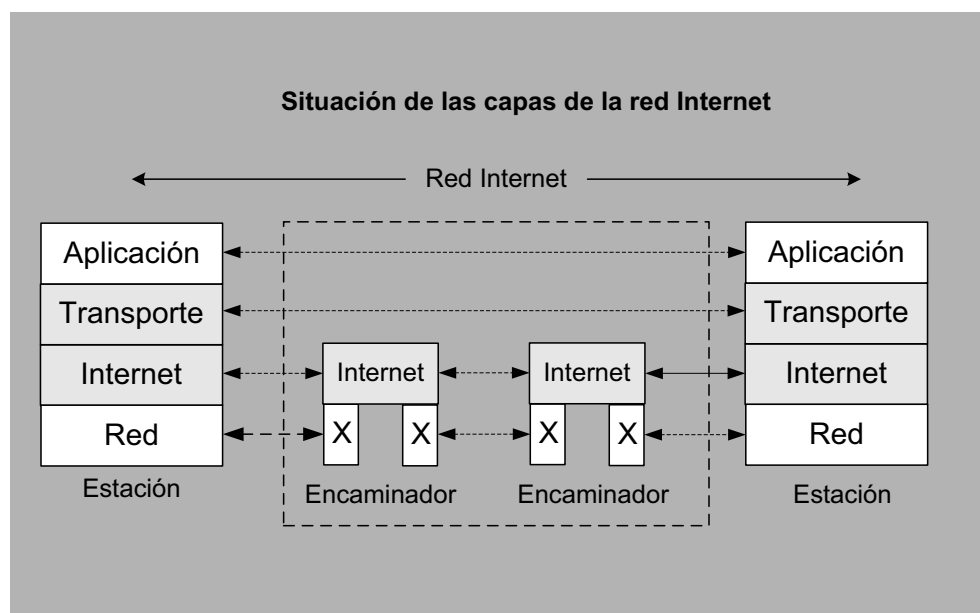 Situación de las capas de la red Internet
Red Internet
Aplicación
Aplicación
Transporte
Transporte
Internet
Internet
Internet
Internet
Red
X
X
X
X
Red
Estación
Encaminador
Encaminador
Estación